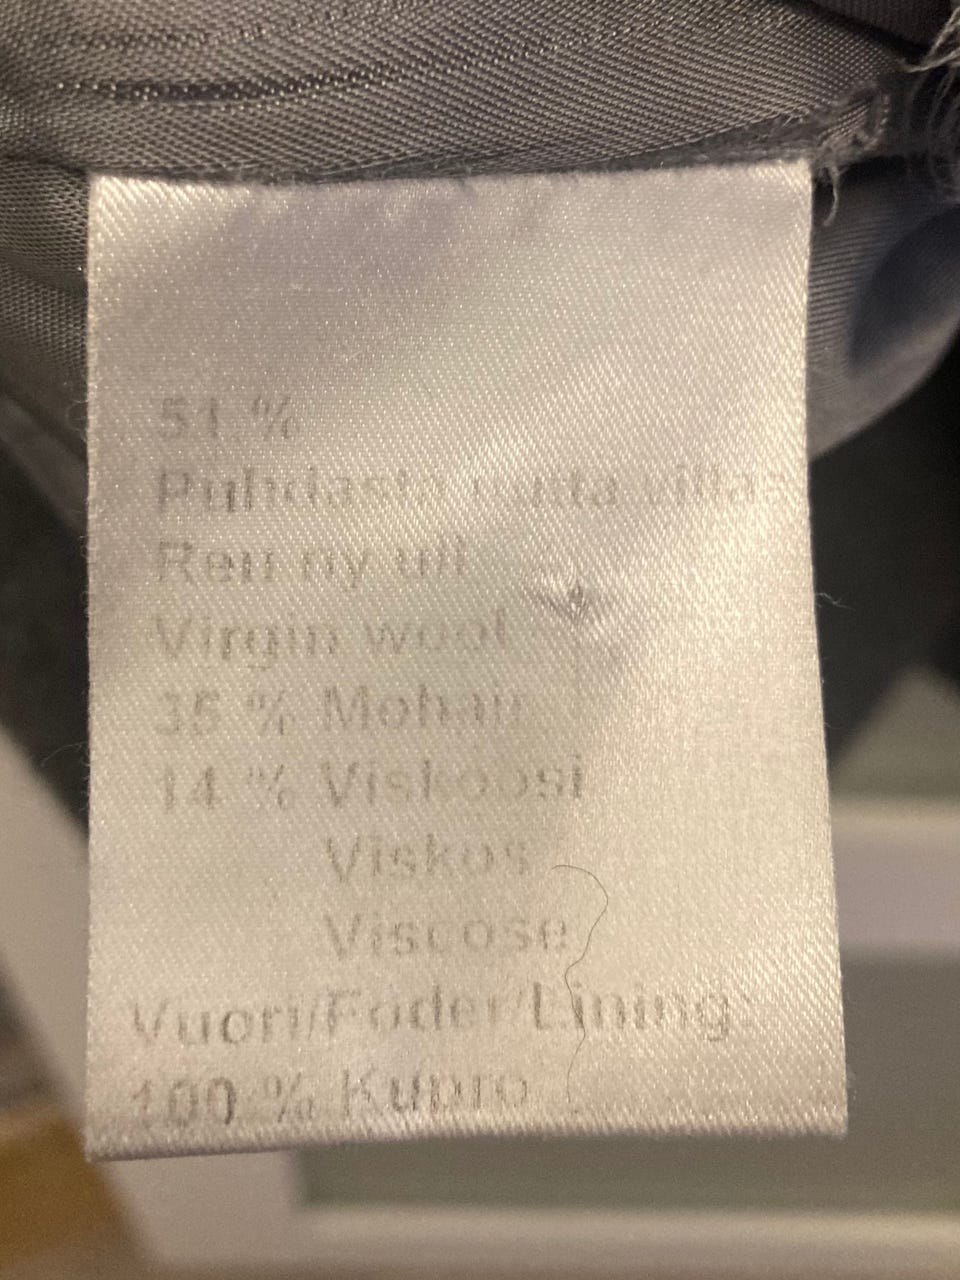 51 %
Puhdasta uutta villaa
Ren ny ull
Virgin wool
35 % Mohair
14 % Viskoosi
Viskos
Viscose
Vuori/Foder/Lining:
100 % Kupro